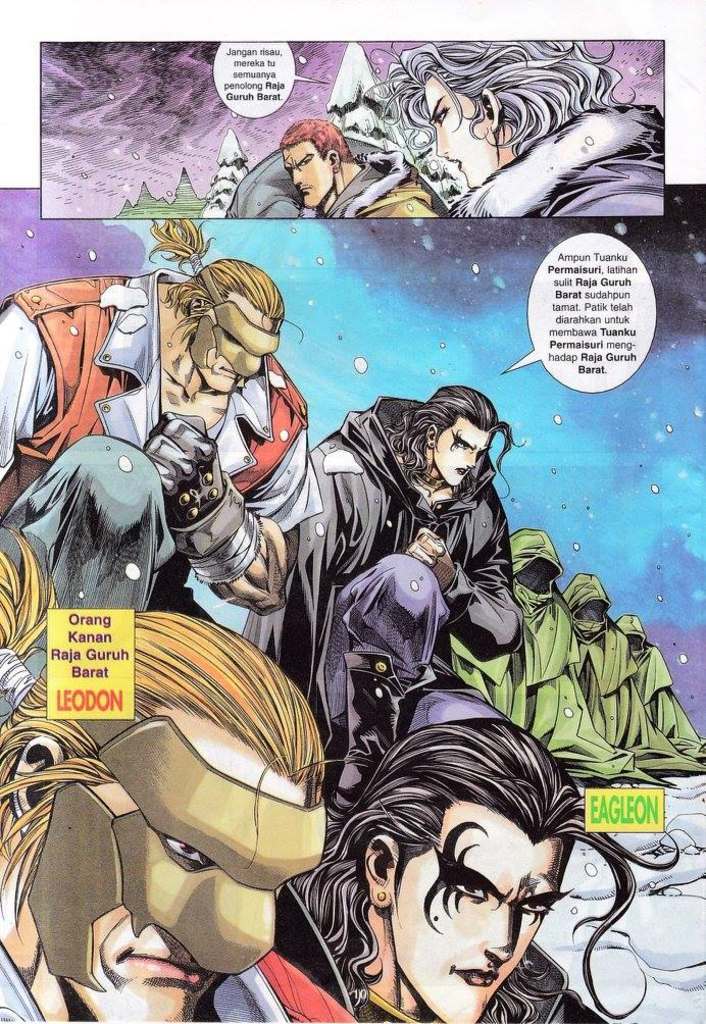 Jangan risau,
mereka tu
semuanya
penolong Raja
Guruh Barat.
Ampun Tuanku
Permaisuri, latihan
sulit Raja Guruh
Barat sudahpun
tamat. Patik telah
diarahkan untuk
membawa Tuanku
Permaisuri meng-
hadap Raja Guruh
Barat.
Orang
Kanan
Raja Guruh
Barat
LEODON
EAGLEON